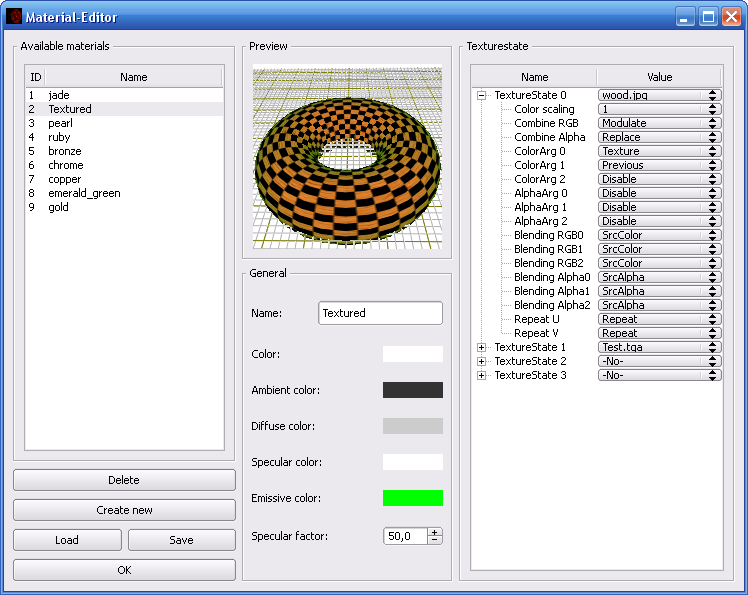 Material-Editor
Available materials
ID Name
1 jade
2 Textured
3 pearl
4 ruby
5 bronze
6 chrome
7 copper
8 emerald_green
9 gold
Delete
Create new
Load Save
OK
Preview
General
Name: Textured
Color:
Ambient color:
Diffuse color:
Specular color:
Emissive color:
Specular factor: 50,0
Texturestate
Name Value
TextureState 0 wood.jpg
Color scaling 1
Combine RGB Modulate
Combine Alpha Replace
ColorArg 0 Texture
ColorArg 1 Previous
ColorArg 2 Disable
AlphaArg 0 Disable
AlphaArg 1 Disable
AlphaArg 2 Disable
Blending RGB0 SrcColor
Blending RGB1 SrcColor
Blending RGB2 SrcColor
Blending Alpha0 SrcAlpha
Blending Alpha1 SrcAlpha
Blending Alpha2 SrcAlpha
Repeat U Repeat
Repeat V Repeat
TextureState 1 Test.tga
TextureState 2 -No-
TextureState 3 -No-